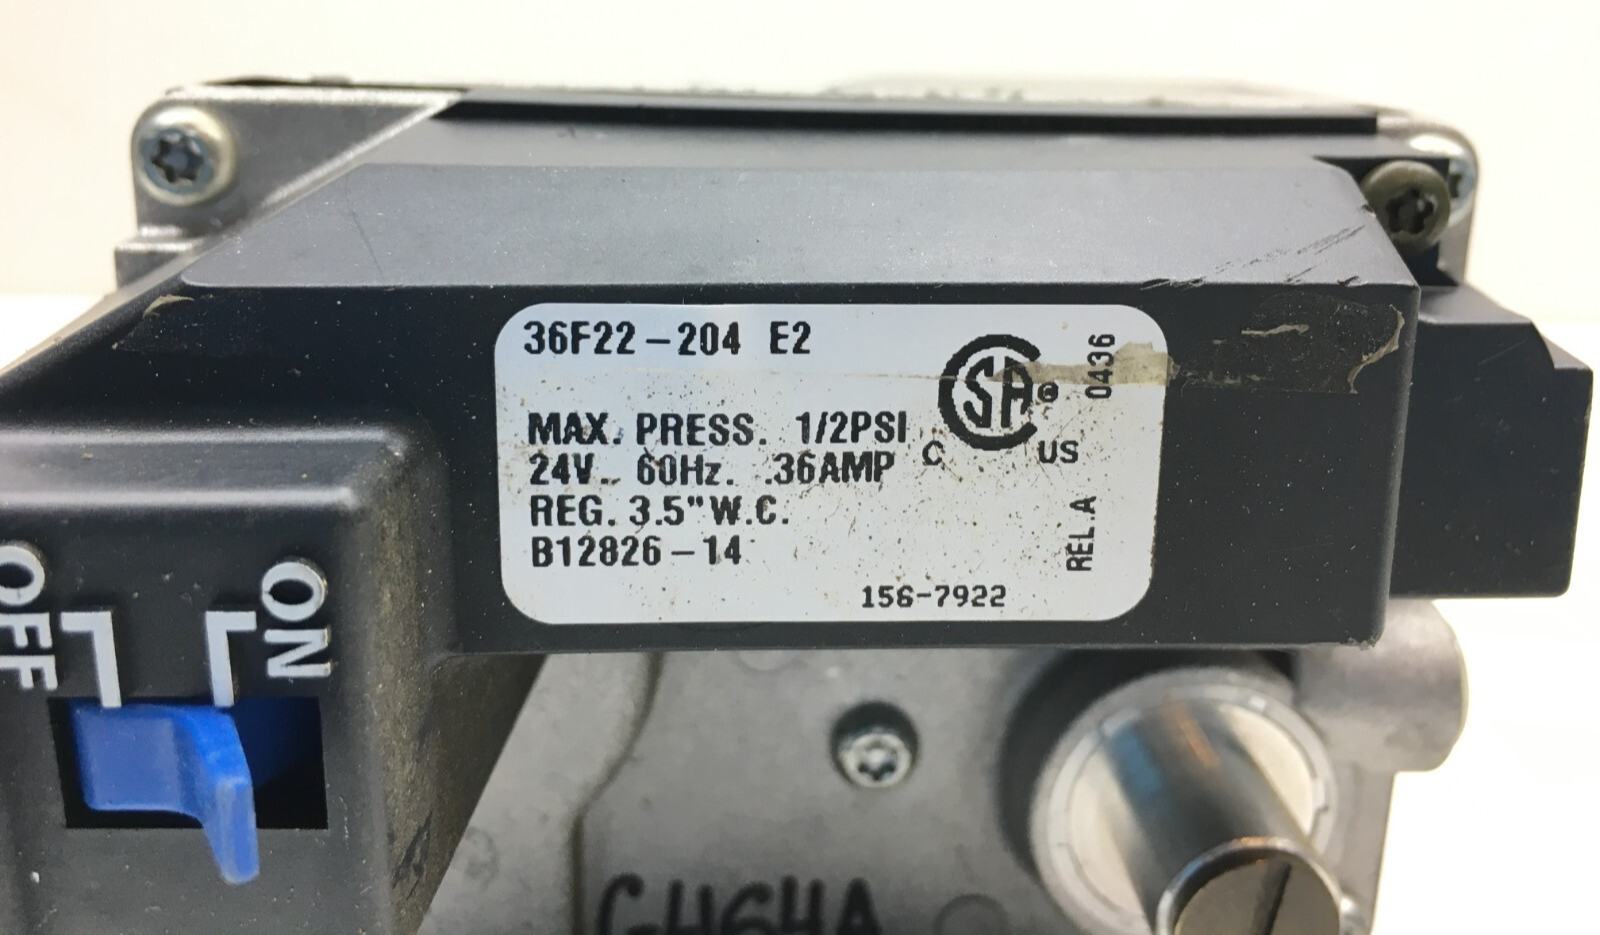 36F22-204 E2
MAX. PRESS. 1/2PSI
24V. 60Hz. .36AMP
REG. 3.5"W.C.
B12826-14
156-7922
CSA®
C US
0436
REL.A
OFF
ON
GH6HA